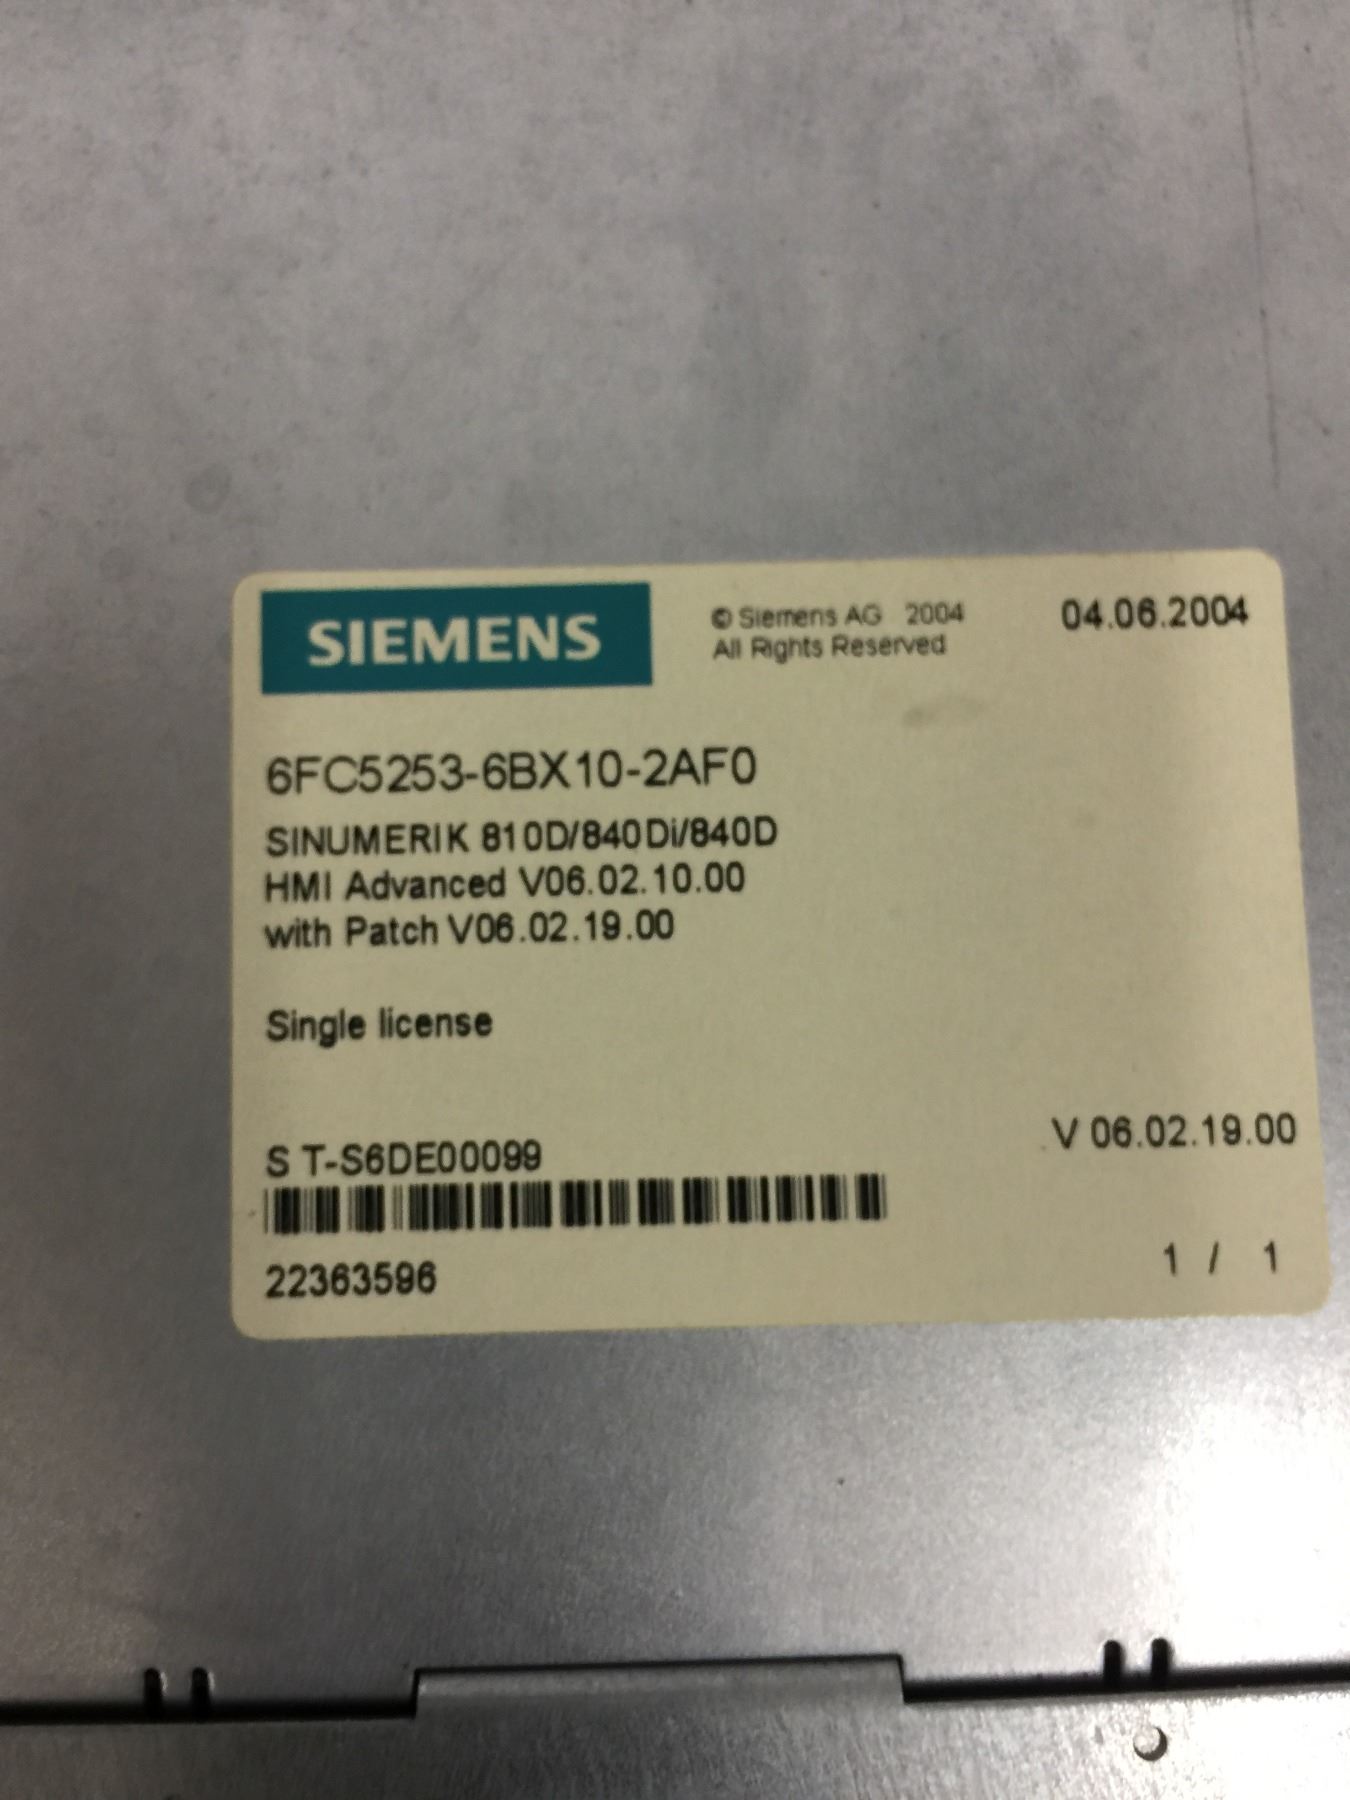 SIEMENS
© Siemens AG 2004
All Rights Reserved
04.06.2004
6FC5253-6BX10-2AF0
SINUMERIK 810D/840Di/840D
HMI Advanced V06.02.10.00
with Patch V06.02.19.00
Single license
S T-S6DE00099
V 06.02.19.00
22363596
1 / 1